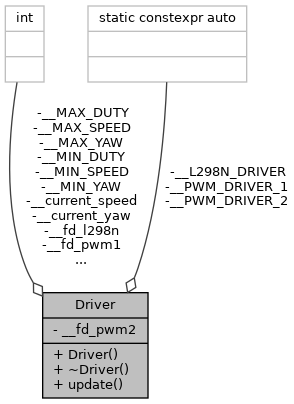 int
static constexpr auto
-__MAX_DUTY
-__MAX_SPEED
-__MAX_YAW
-__MIN_DUTY
-__MIN_SPEED
-__MIN_YAW
-__current_speed
-__current_yaw
-__fd_l298n
-__fd_pwm1
...
-__L298N_DRIVER
-__PWM_DRIVER_1
-__PWM_DRIVER_2
Driver
- __fd_pwm2
+ Driver()
+ ~Driver()
+ update()